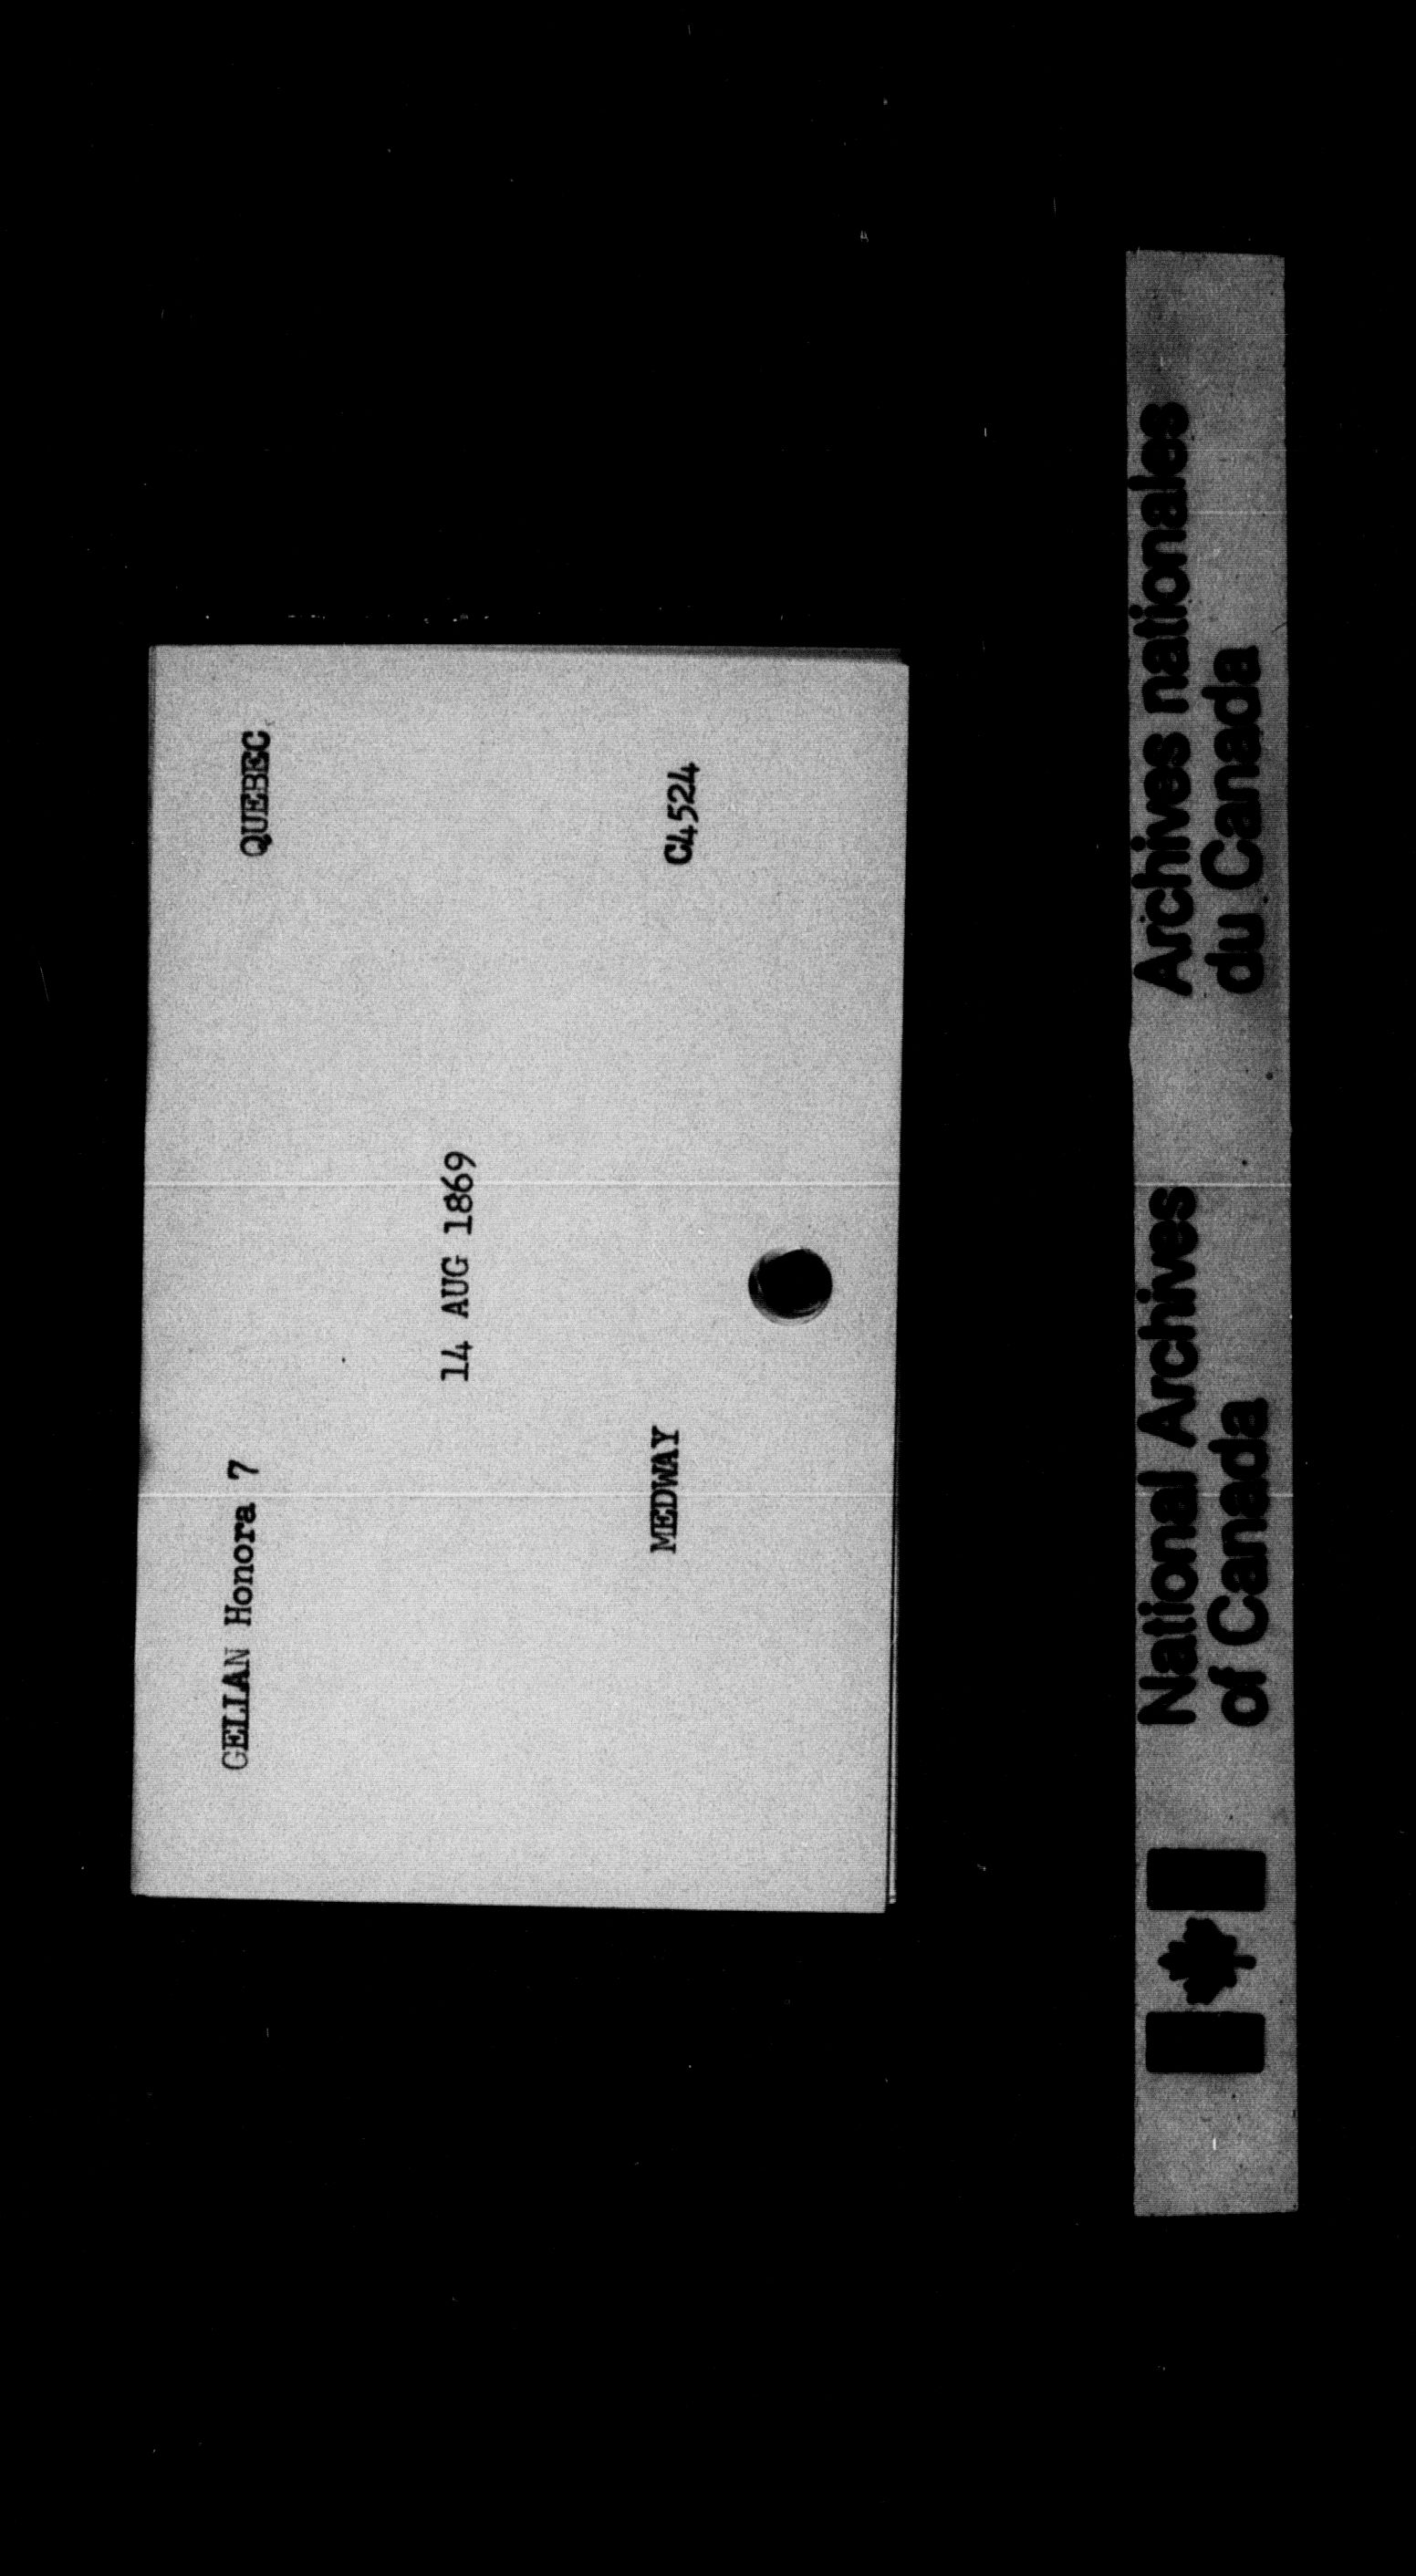 GELLAN Honora 7 QUEBEC
14 AUG 1869
MEDWAY C4524
National Archives of Canada
Archives nationales du Canada